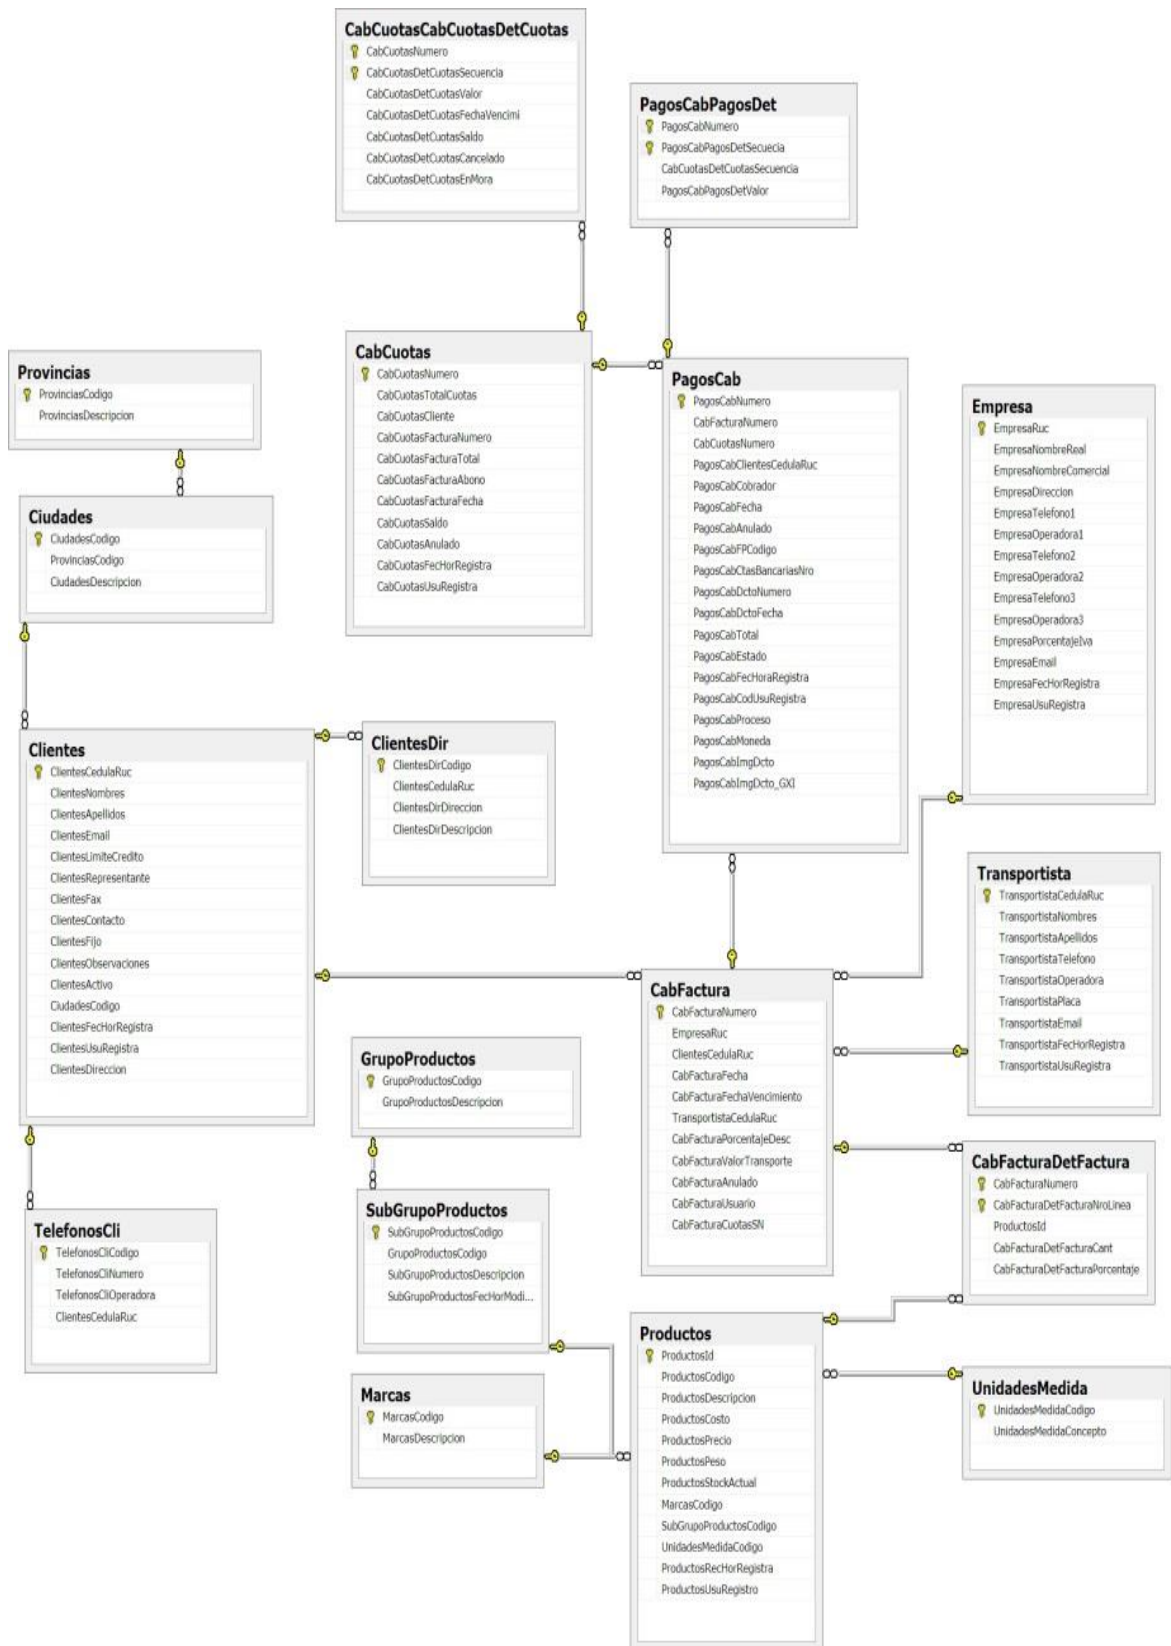 CabCuotasCabCuotasDetCuotas
CabCuotasNumero
CabCuotasDetCuotasSecuencia
CabCuotasDetCuotasValor
CabCuotasDetCuotasFechaVencimi
CabCuotasDetCuotasSaldo
CabCuotasDetCuotasCancelado
CabCuotasDetCuotasEnMora
PagosCabPagosDet
PagosCabNumero
PagosCabPagosDetSecuecia
CabCuotasDetCuotasSecuencia
PagosCabPagosDetValor
Provincias
ProvinciasCodigo
ProvinciasDescripcion
CabCuotas
CabCuotasNumero
CabCuotasTotalCuotas
CabCuotasCliente
CabCuotasFacturaNumero
CabCuotasFacturaTotal
CabCuotasFacturaAbono
CabCuotasFacturaFecha
CabCuotasSaldo
CabCuotasAnulado
CabCuotasFecHorRegistra
CabCuotasUsuRegistra
PagosCab
PagosCabNumero
CabFacturaNumero
CabCuotasNumero
PagosCabClientesCedulaRuc
PagosCabCobrador
PagosCabFecha
PagosCabAnulado
PagosCabFPCodigo
PagosCabCtasBancariasNro
PagosCabDctoNumero
PagosCabDctoFecha
PagosCabTotal
PagosCabEstado
PagosCabFecHoraRegistra
PagosCabCodUsuRegistra
PagosCabProceso
PagosCabMoneda
PagosCabImgDcto
PagosCabImgDcto_GXI
Empresa
EmpresaRuc
EmpresaNombreReal
EmpresaNombreComercial
EmpresaDireccion
EmpresaTelefono1
EmpresaOperadora1
EmpresaTelefono2
EmpresaOperadora2
EmpresaTelefono3
EmpresaOperadora3
EmpresaPorcentajeIva
EmpresaEmail
EmpresaFecHorRegistra
EmpresaUsuRegistra
Ciudades
CiudadesCodigo
ProvinciasCodigo
CiudadesDescripcion
Clientes
ClientesCedulaRuc
ClientesNombres
ClientesApellidos
ClientesEmail
ClientesLimiteCredito
ClientesRepresentante
ClientesFax
ClientesContacto
ClientesFijo
ClientesObservaciones
ClientesActivo
CiudadesCodigo
ClientesFecHorRegistra
ClientesUsuRegistra
ClientesDireccion
ClientesDir
ClientesDirCodigo
ClientesCedulaRuc
ClientesDirDireccion
ClientesDirDescripcion
Transportista
TransportistaCedulaRuc
TransportistaNombres
TransportistaApellidos
TransportistaTelefono
TransportistaOperadora
TransportistaPlaca
TransportistaEmail
TransportistaFecHorRegistra
TransportistaUsuRegistra
CabFactura
CabFacturaNumero
EmpresaRuc
ClientesCedulaRuc
CabFacturaFecha
CabFacturaFechaVencimiento
TransportistaCedulaRuc
CabFacturaPorcentajeDesc
CabFacturaValorTransporte
CabFacturaAnulado
CabFacturaUsuario
CabFacturaCuotasSN
GrupoProductos
GrupoProductosCodigo
GrupoProductosDescripcion
CabFacturaDetFactura
CabFacturaNumero
CabFacturaDetFacturaNroLinea
ProductosId
CabFacturaDetFacturaCant
CabFacturaDetFacturaPorcentaje
SubGrupoProductos
SubGrupoProductosCodigo
GrupoProductosCodigo
SubGrupoProductosDescripcion
SubGrupoProductosFecHorModi...
TelefonosCli
TelefonosCliCodigo
TelefonosCliNumero
TelefonosCliOperadora
ClientesCedulaRuc
Productos
ProductosId
ProductosCodigo
ProductosDescripcion
ProductosCosto
ProductosPrecio
ProductosPeso
ProductosStockActual
MarcasCodigo
SubGrupoProductosCodigo
UnidadesMedidaCodigo
ProductosRecHorRegistra
ProductosUsuRegistro
Marcas
MarcasCodigo
MarcasDescripcion
UnidadesMedida
UnidadesMedidaCodigo
UnidadesMedidaConcepto